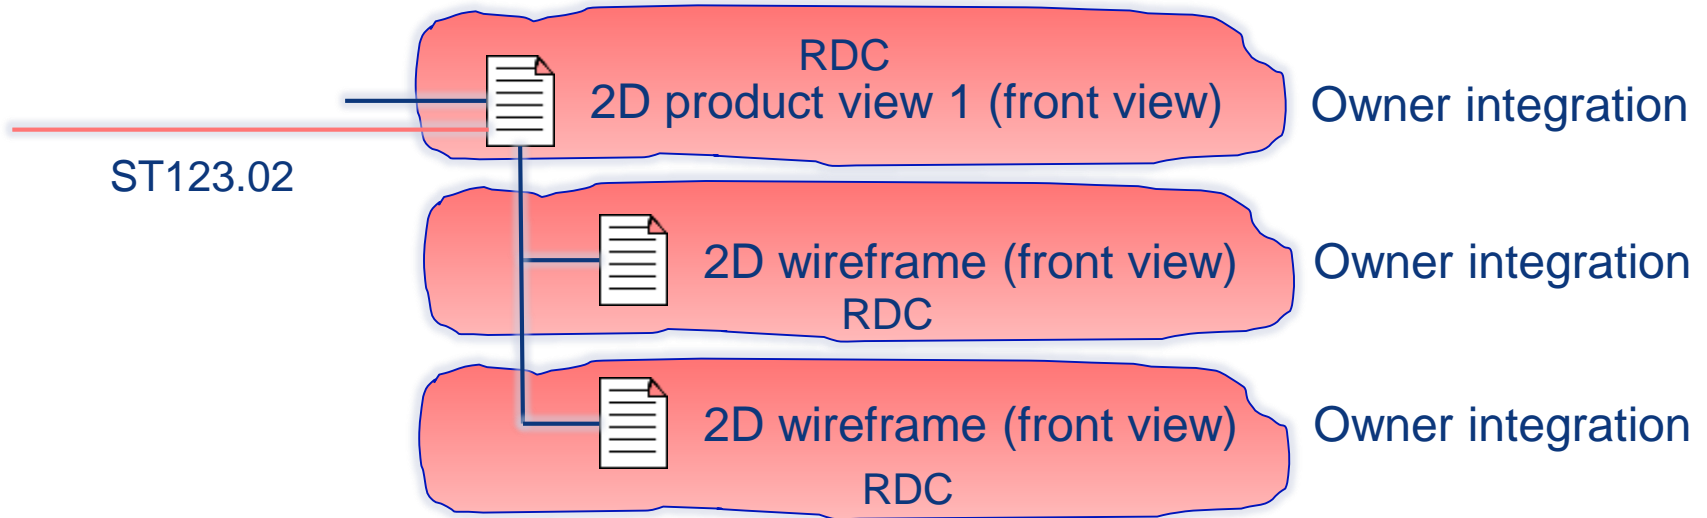 RDC
2D product view 1 (front view)
Owner integration
ST123.02
2D wireframe (front view)
Owner integration
RDC
2D wireframe (front view)
Owner integration
RDC